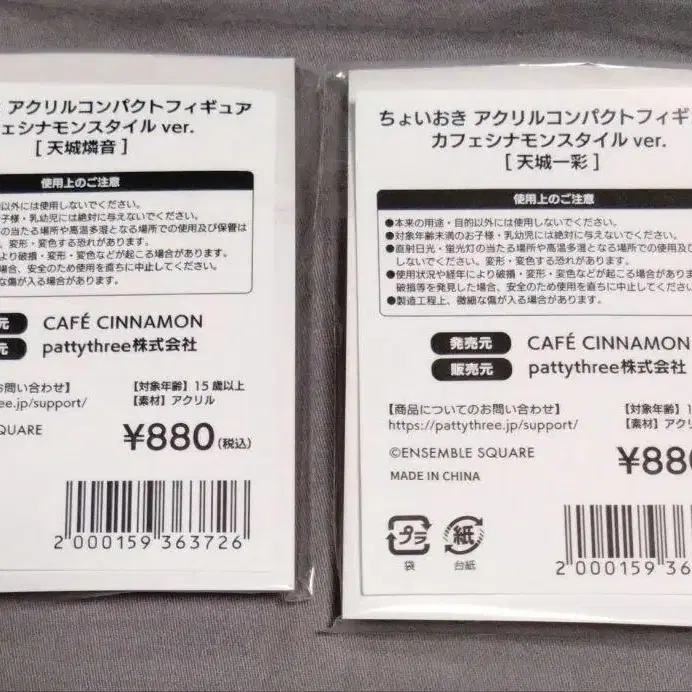 アクリルコンパクトフィギュア
ェシナモンスタイル ver.
[ 天城燐音 ]
使用上のご注意
以外には使用しないでください。
子様・乳幼児には絶対に与えないでください。
の当たる場所や高温多湿となる場所での使用及び保管は
。変形・変色する恐れがあります。
より破損・変形・変色などが起こる場合があります。
場合、安全のため使用を直ちに中止してください。
な傷が入る場合があります。
元 CAFÉ CINNAMON
元 pattythree株式会社
お問い合わせ】
ree.jp/support/
【対象年齢】15歳以上
【素材】アクリル
SQUARE
¥880(税込)
2 000159 363726
ちょいおき アクリルコンパクトフィギ
カフェシナモンスタイル ver.
[ 天城一彩 ]
使用上のご注意
●本来の用途・目的以外には使用しないでください。
●対象年齢未満のお子様・乳幼児には絶対に与えないでください。
●直射日光・蛍光灯の当たる場所や高温多湿となる場所での使用及び
しないでください。変形・変色する恐れがあります。
●使用状況や経年により破損・変形・変色などが起こる場合があります
破損等を発見した場合、安全のため使用を直ちに中止してくださ
●製造工程上、微細な傷が入る場合があります。
発売元 CAFÉ CINNAMON
販売元 pattythree株式会社
【商品についてのお問い合わせ】
https://pattythree.jp/support/
【対象年齢】1
【素材】アクリ
©ENSEMBLE SQUARE
MADE IN CHINA
¥880
プラ
袋
紙
台紙
2 000159 36